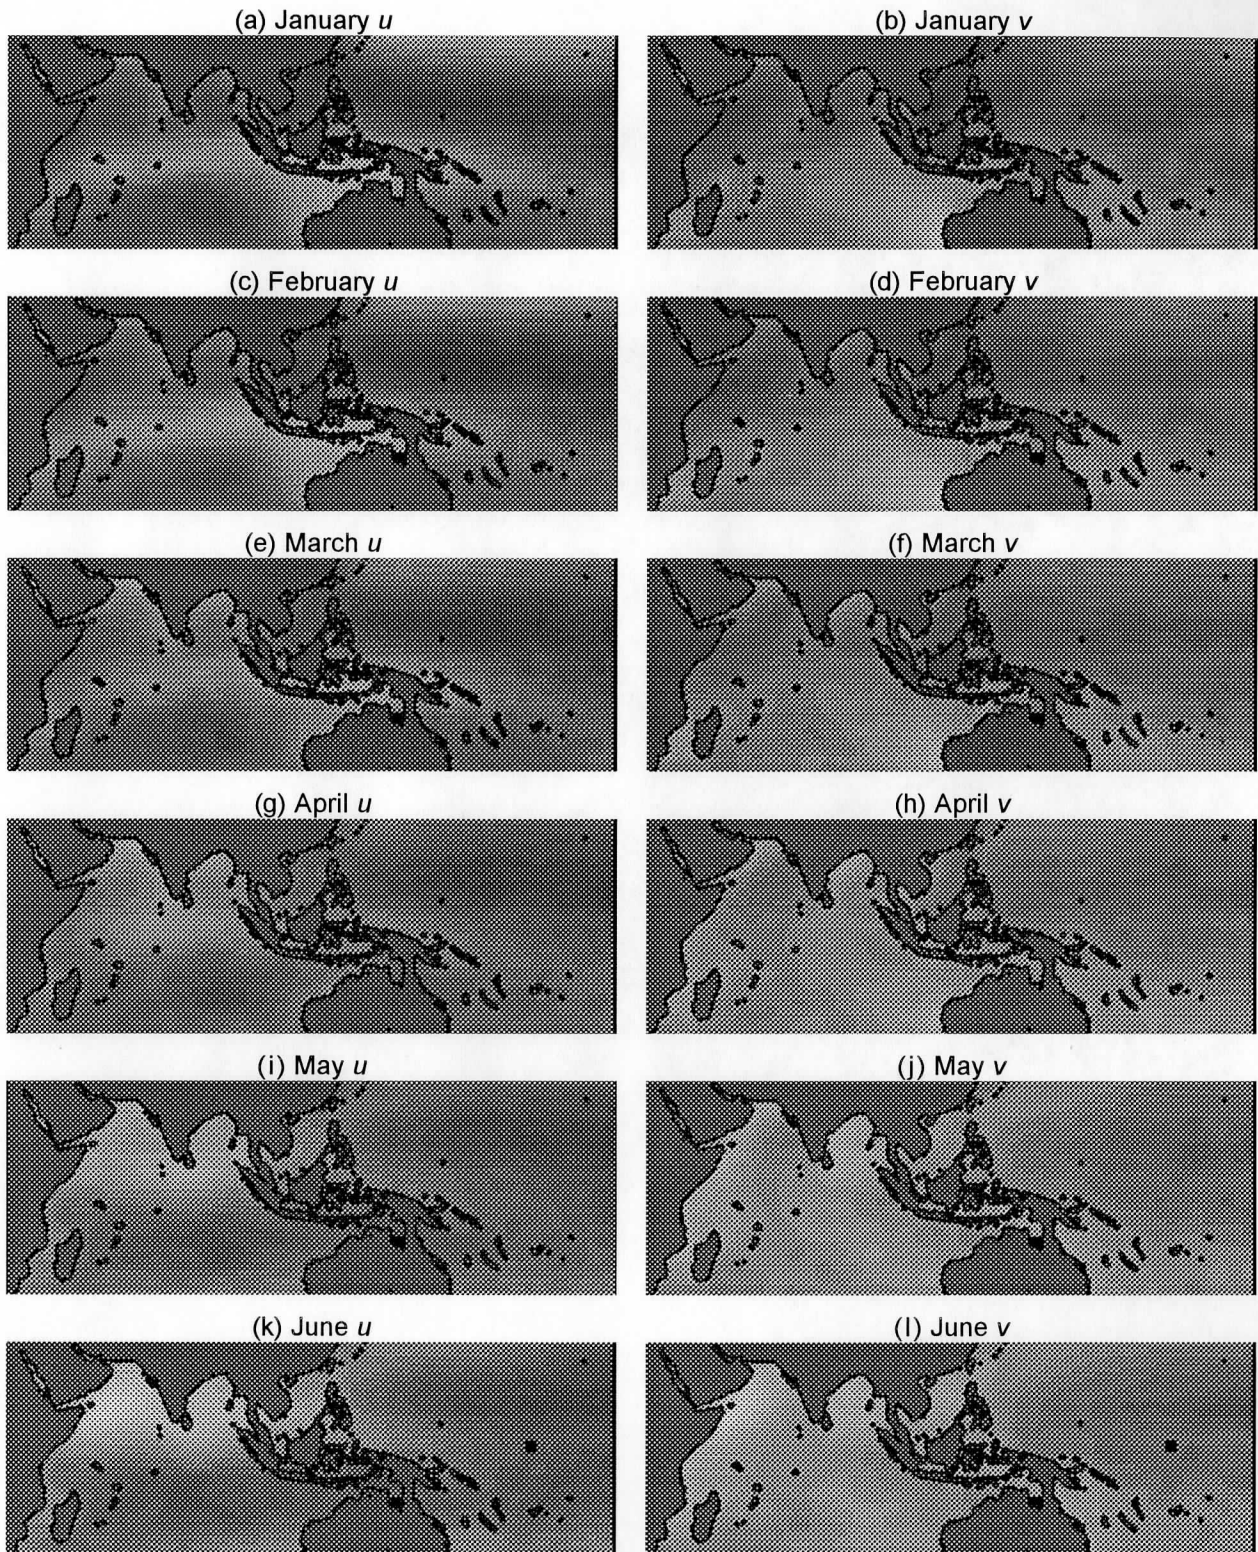 (a) January u
(b) January v
(c) February u
(d) February v
(e) March u
(f) March v
(g) April u
(h) April v
(i) May u
(j) May v
(k) June u
(l) June v